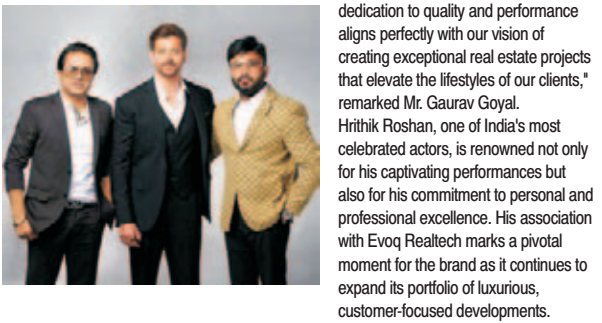 dedication to quality and performance
aligns perfectly with our vision of
creating exceptional real estate projects
that elevate the lifestyles of our clients,"
remarked Mr. Gaurav Goyal.
Hrithik Roshan, one of India's most
celebrated actors, is renowned not only
for his captivating performances but
also for his commitment to personal and
professional excellence. His association
with Evoq Realtech marks a pivotal
moment for the brand as it continues to
expand its portfolio of luxurious,
customer-focused developments.